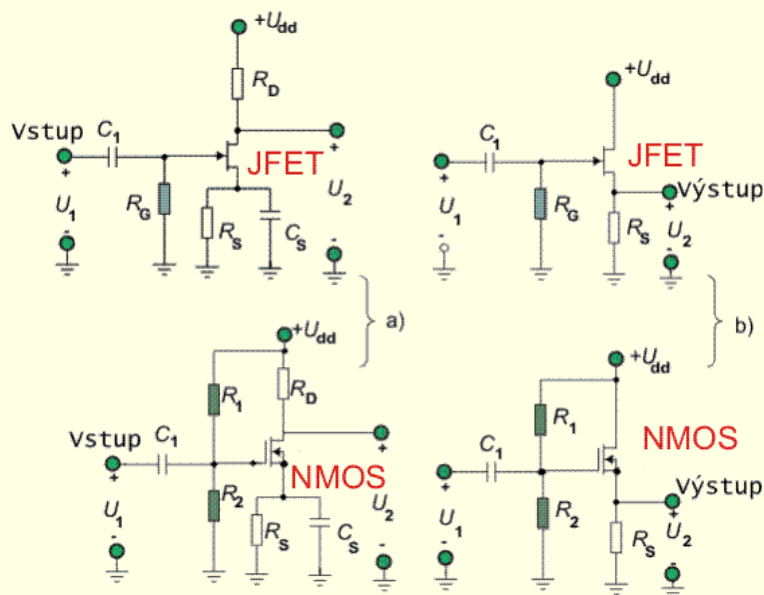 +Udd
RD
Vstup
C1
JFET
+
+
U1
RG
RS
CS
U2
-
-
a)
+Udd
C1
JFET
Výstup
+
+
U1
RG
RS
U2
-
-
b)
+Udd
R1
RD
Vstup
C1
NMOS
+
+
U1
R2
RS
CS
U2
-
-
+Udd
R1
C1
NMOS
Výstup
+
+
U1
R2
RS
U2
-
-